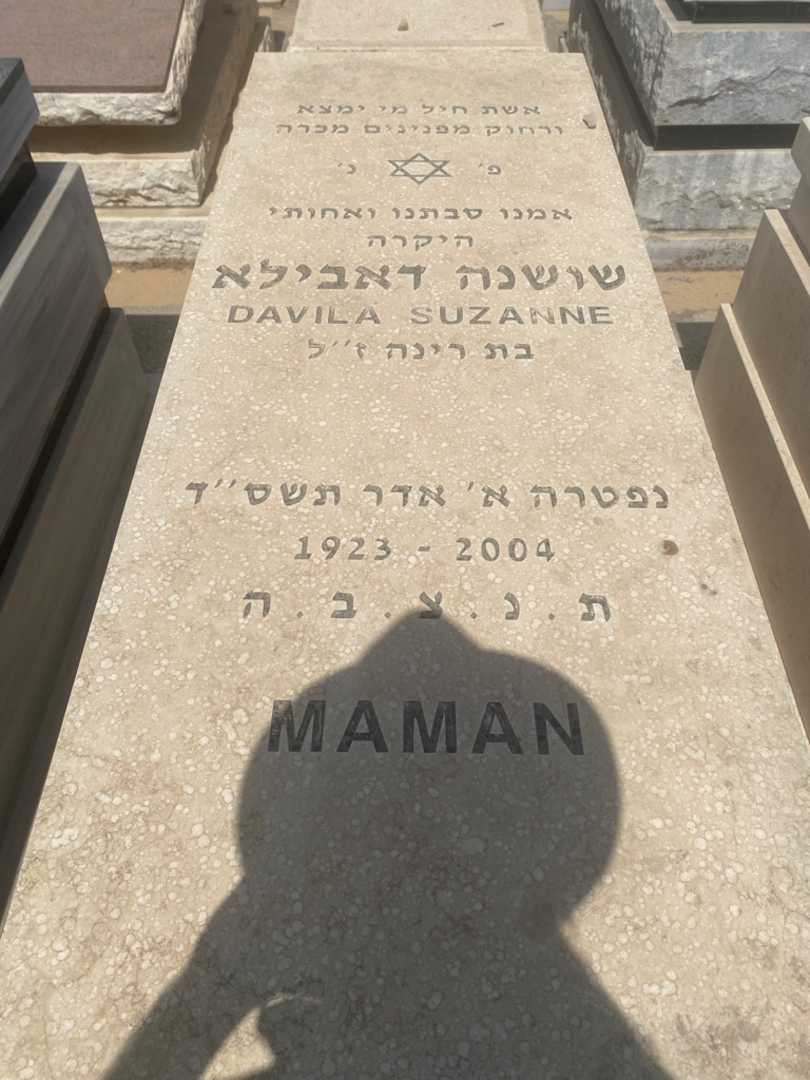 אשת חיל מי ימצא
ורחוק מפנינים מכרה
פ׳ נ׳
אמנו סבתנו ואחותי
היקרה
שושנה דאבילא
DAVILA SUZANNE
בת רינה ז׳׳ל
נפטרה א׳ אדר תשס׳׳ד
1923 - 2004
ת . נ . צ . ב . ה
MAMAN